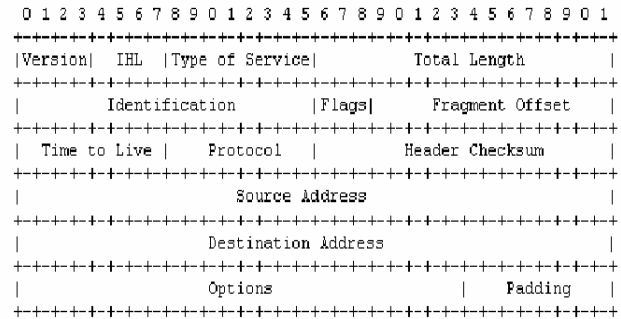 0 1 2 3 4 5 6 7 8 9 0 1 2 3 4 5 6 7 8 9 0 1 2 3 4 5 6 7 8 9 0 1
+-+-+-+-+-+-+-+-+-+-+-+-+-+-+-+-+-+-+-+-+-+-+-+-+-+-+-+-+-+-+-+-+
|Version|  IHL  |Type of Service|          Total Length         |
+-+-+-+-+-+-+-+-+-+-+-+-+-+-+-+-+-+-+-+-+-+-+-+-+-+-+-+-+-+-+-+-+
|         Identification        |Flags|      Fragment Offset    |
+-+-+-+-+-+-+-+-+-+-+-+-+-+-+-+-+-+-+-+-+-+-+-+-+-+-+-+-+-+-+-+-+
|  Time to Live |    Protocol   |         Header Checksum       |
+-+-+-+-+-+-+-+-+-+-+-+-+-+-+-+-+-+-+-+-+-+-+-+-+-+-+-+-+-+-+-+-+
|                       Source Address                          |
+-+-+-+-+-+-+-+-+-+-+-+-+-+-+-+-+-+-+-+-+-+-+-+-+-+-+-+-+-+-+-+-+
|                    Destination Address                        |
+-+-+-+-+-+-+-+-+-+-+-+-+-+-+-+-+-+-+-+-+-+-+-+-+-+-+-+-+-+-+-+-+
|                    Options                    |    Padding    |
+-+-+-+-+-+-+-+-+-+-+-+-+-+-+-+-+-+-+-+-+-+-+-+-+-+-+-+-+-+-+-+-+